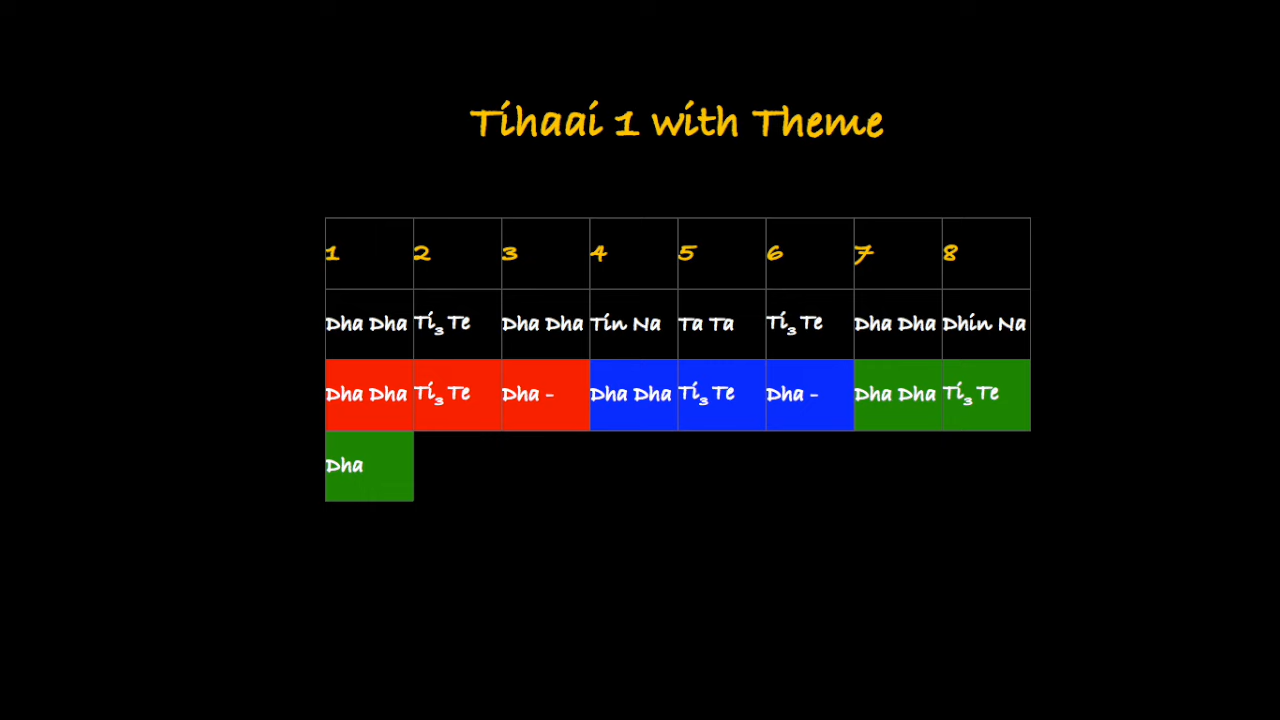 Tihaai 1 with Theme
1 2 3 4 5 6 7 8
Dha Dha Ti₃ Te Dha Dha Tin Na Ta Ta Ti₃ Te Dha Dha Dhin Na
Dha Dha Ti₃ Te Dha - Dha Dha Ti₃ Te Dha - Dha Dha Ti₃ Te
Dha